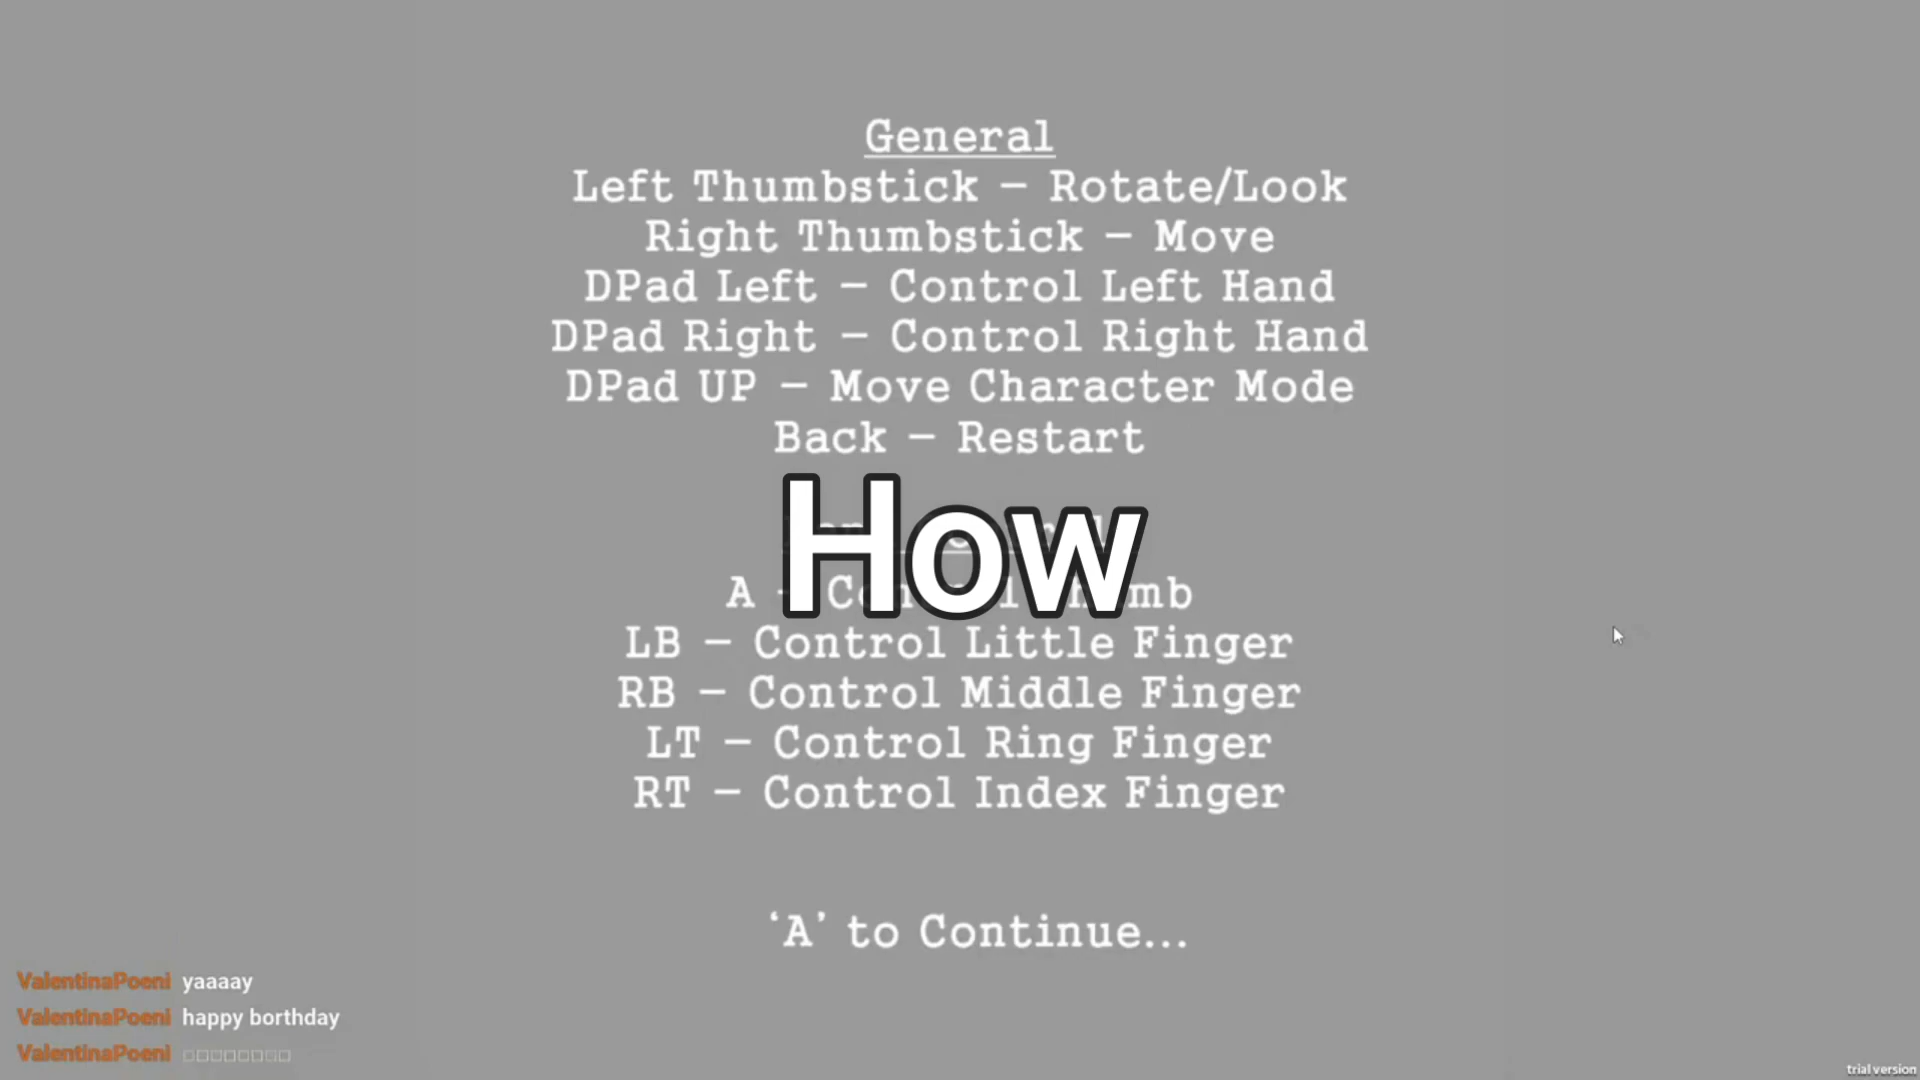 General
Left Thumbstick – Rotate/Look
Right Thumbstick – Move
DPad Left – Control Left Hand
DPad Right – Control Right Hand
DPad UP – Move Character Mode
Back – Restart
How
A – Control Thumb
LB – Control Little Finger
RB – Control Middle Finger
LT – Control Ring Finger
RT – Control Index Finger
‘A’ to Continue...
ValentinaPoeni yaaaay
ValentinaPoeni happy borthday
ValentinaPoeni □□□□□□□□
trial version